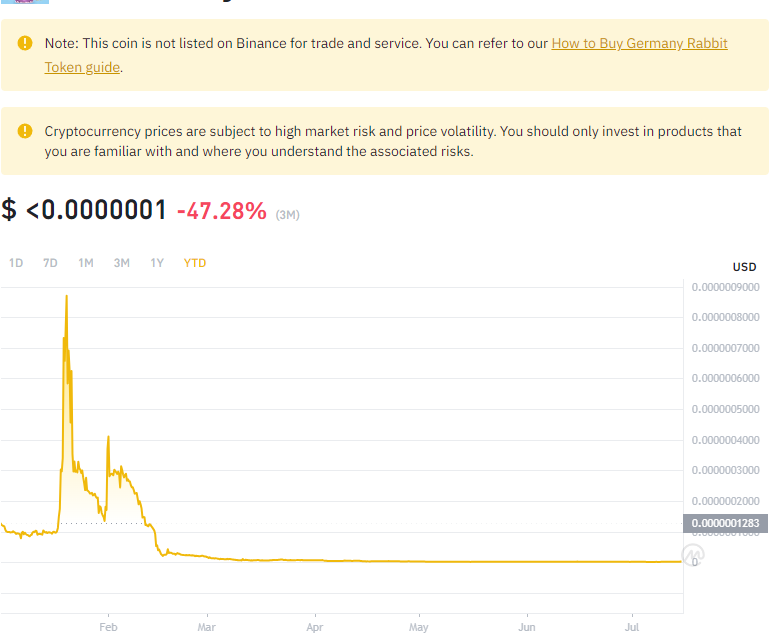 Note: This coin is not listed on Binance for trade and service. You can refer to our How to Buy Germany Rabbit
Token guide.
Cryptocurrency prices are subject to high market risk and price volatility. You should only invest in products that
you are familiar with and where you understand the associated risks.
$ <0.0000001 -47.28% (3M)
1D 7D 1M 3M 1Y YTD
USD
0.0000009000
0.0000008000
0.0000007000
0.0000006000
0.0000005000
0.0000004000
0.0000003000
0.0000002000
0.0000001283
0.0000001000
0
Feb Mar Apr May Jun Jul